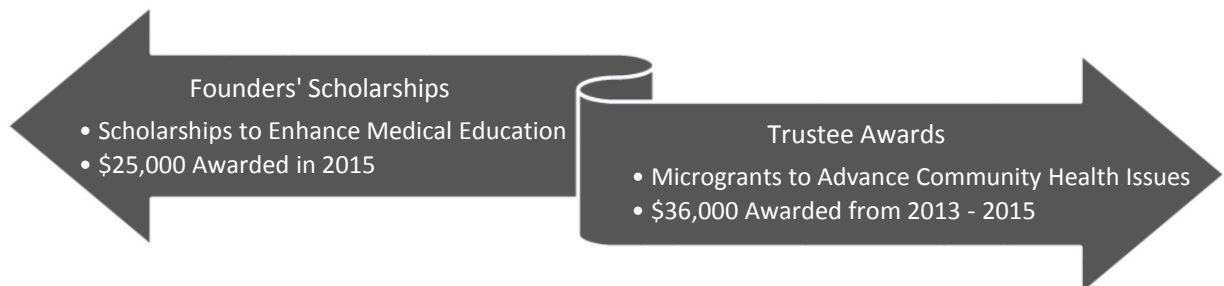 Founders' Scholarships
• Scholarships to Enhance Medical Education
• $25,000 Awarded in 2015
Trustee Awards
• Microgrants to Advance Community Health Issues
• $36,000 Awarded from 2013 - 2015